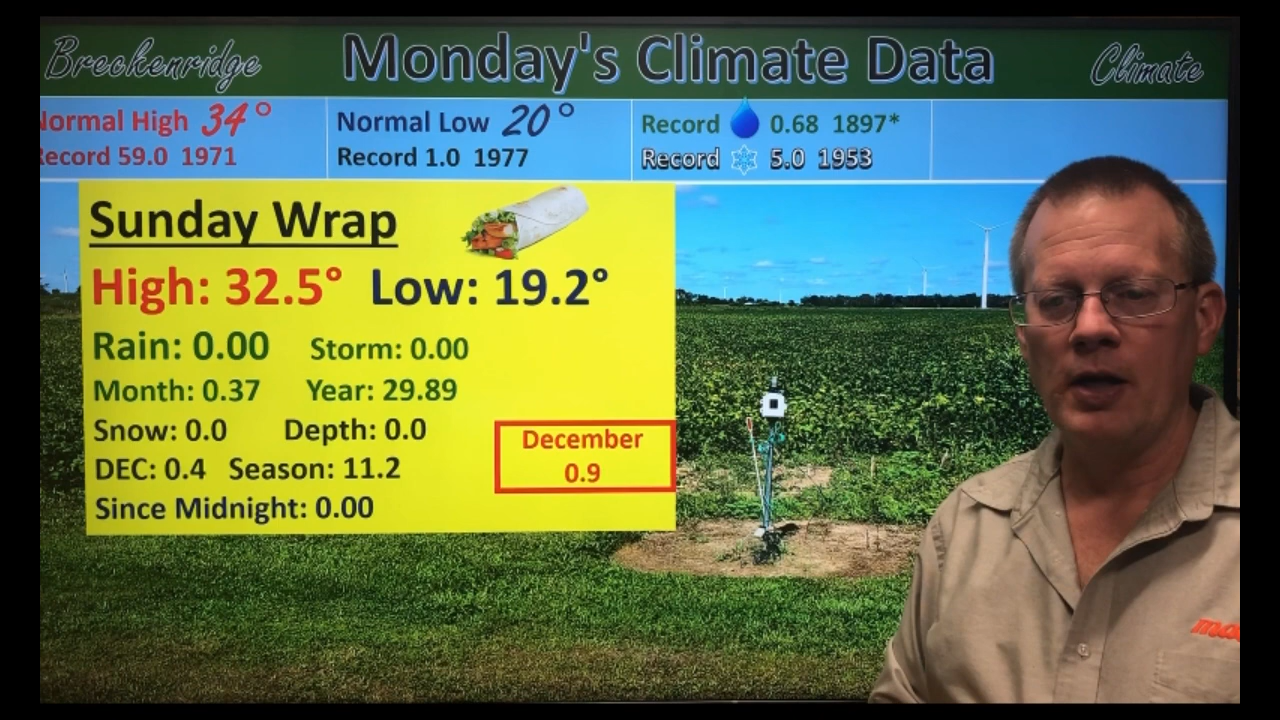 Breckenridge
Monday's Climate Data
Climate
Normal High 34°
Record 59.0 1971
Normal Low 20°
Record 1.0 1977
Record 0.68 1897*
Record 5.0 1953
Sunday Wrap
High: 32.5° Low: 19.2°
Rain: 0.00 Storm: 0.00
Month: 0.37 Year: 29.89
Snow: 0.0 Depth: 0.0
DEC: 0.4 Season: 11.2
Since Midnight: 0.00
December
0.9